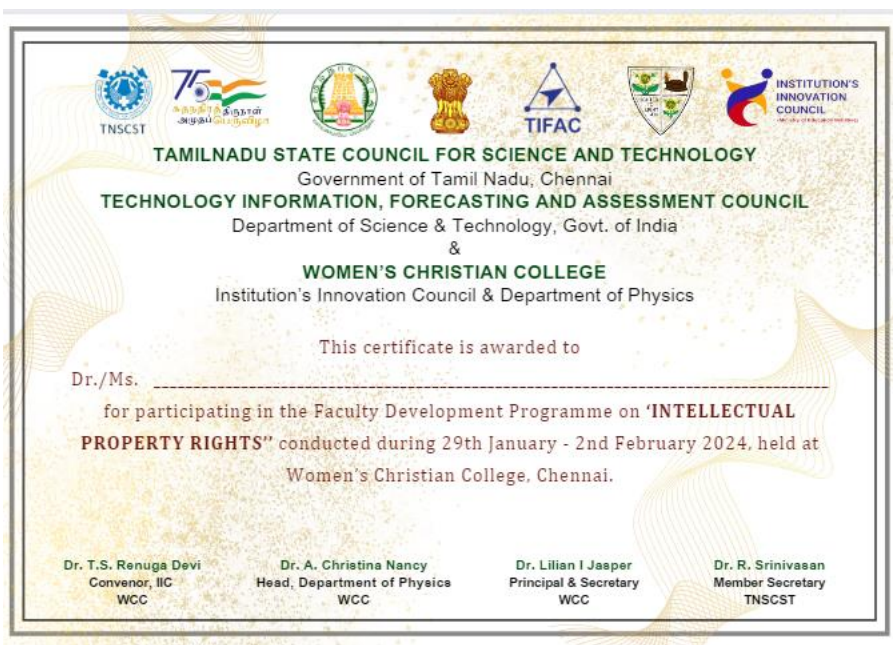 TNSCST
75
சுதந்திரத் திருநாள்
அமுதப் பெருவிழா
TIFAC
INSTITUTION'S
INNOVATION
COUNCIL
TAMILNADU STATE COUNCIL FOR SCIENCE AND TECHNOLOGY
Government of Tamil Nadu, Chennai
TECHNOLOGY INFORMATION, FORECASTING AND ASSESSMENT COUNCIL
Department of Science & Technology, Govt. of India
&
WOMEN'S CHRISTIAN COLLEGE
Institution's Innovation Council & Department of Physics
This certificate is awarded to
Dr./Ms.
for participating in the Faculty Development Programme on ‘INTELLECTUAL
PROPERTY RIGHTS’’ conducted during 29th January - 2nd February 2024, held at
Women's Christian College, Chennai.
Dr. T.S. Renuga Devi Dr. A. Christina Nancy Dr. Lilian I Jasper Dr. R. Srinivasan
Convenor, IIC Head, Department of Physics Principal & Secretary Member Secretary
WCC WCC WCC TNSCST